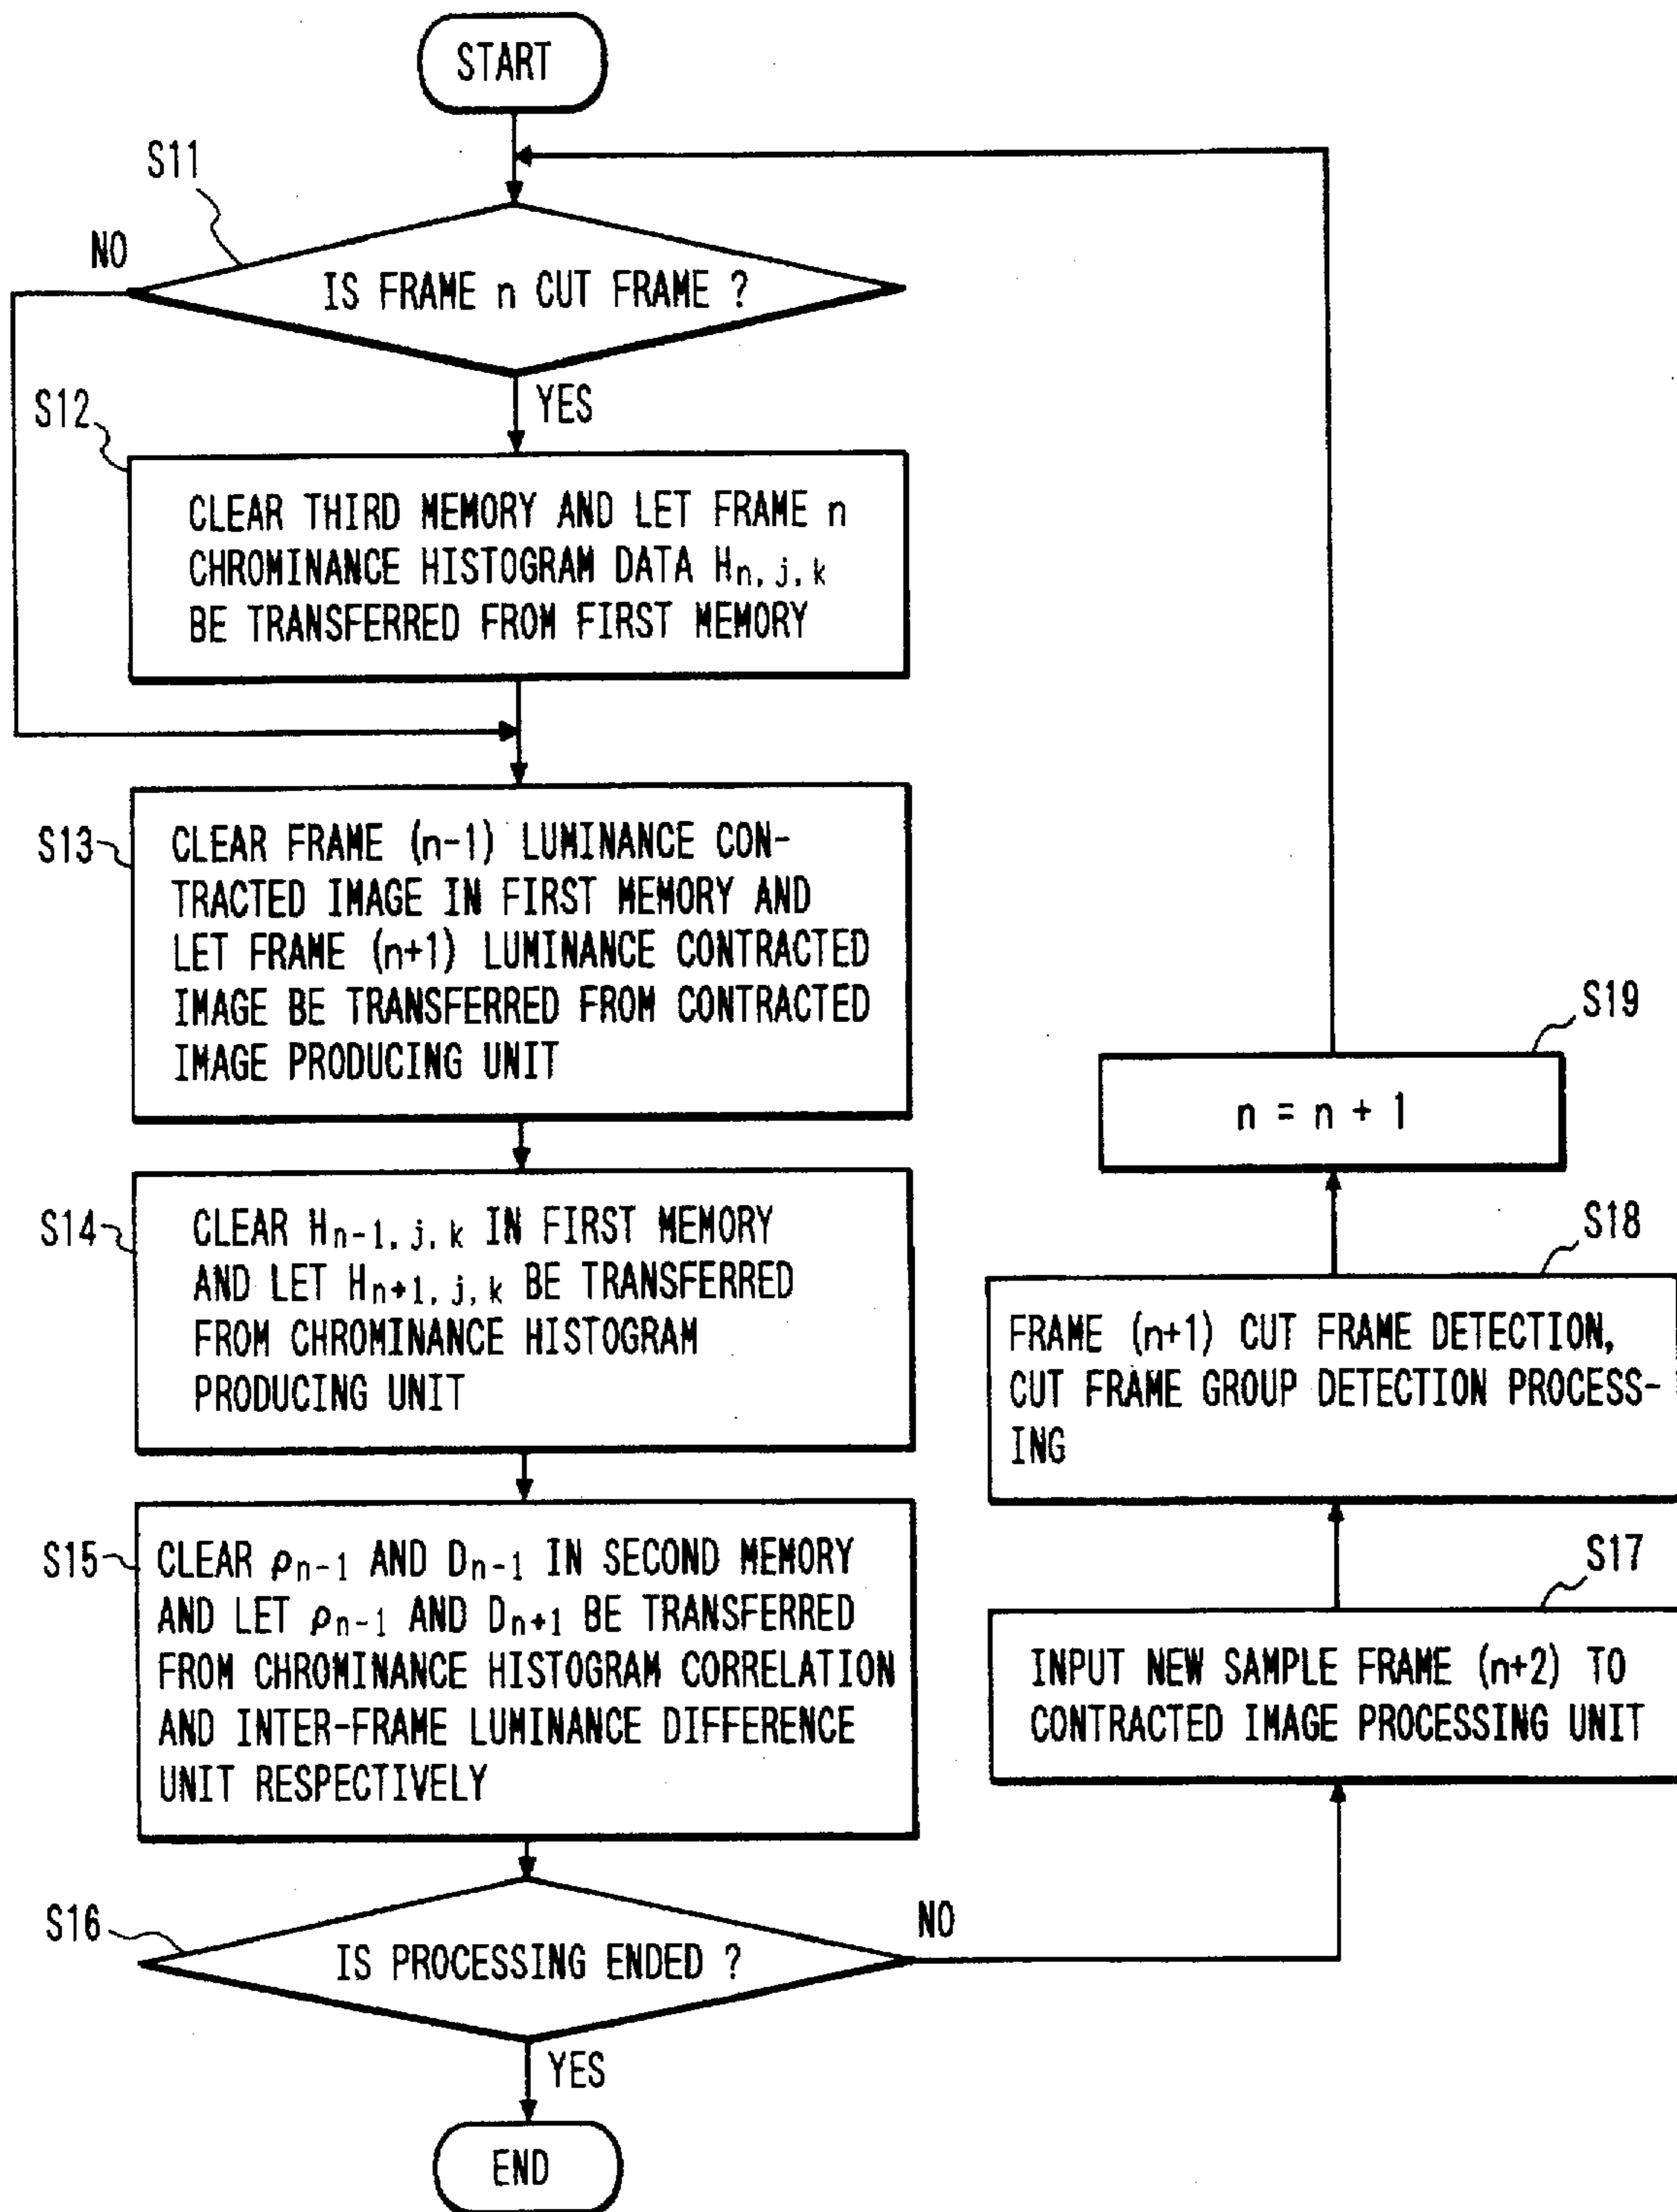 START
S11
NO
IS FRAME n CUT FRAME ?
YES
S12
CLEAR THIRD MEMORY AND LET FRAME n
CHROMINANCE HISTOGRAM DATA Hn, j, k
BE TRANSFERRED FROM FIRST MEMORY
S13
CLEAR FRAME (n-1) LUMINANCE CON-
TRACTED IMAGE IN FIRST MEMORY AND
LET FRAME (n+1) LUMINANCE CONTRACTED
IMAGE BE TRANSFERRED FROM CONTRACTED
IMAGE PRODUCING UNIT
S14
CLEAR Hn-1, j, k IN FIRST MEMORY
AND LET Hn+1, j, k BE TRANSFERRED
FROM CHROMINANCE HISTOGRAM
PRODUCING UNIT
S15
CLEAR ρn-1 AND Dn-1 IN SECOND MEMORY
AND LET ρn-1 AND Dn+1 BE TRANSFERRED
FROM CHROMINANCE HISTOGRAM CORRELATION
AND INTER-FRAME LUMINANCE DIFFERENCE
UNIT RESPECTIVELY
S16
IS PROCESSING ENDED ?
NO
YES
END
S17
INPUT NEW SAMPLE FRAME (n+2) TO
CONTRACTED IMAGE PROCESSING UNIT
S18
FRAME (n+1) CUT FRAME DETECTION,
CUT FRAME GROUP DETECTION PROCESS-
ING
S19
n = n + 1